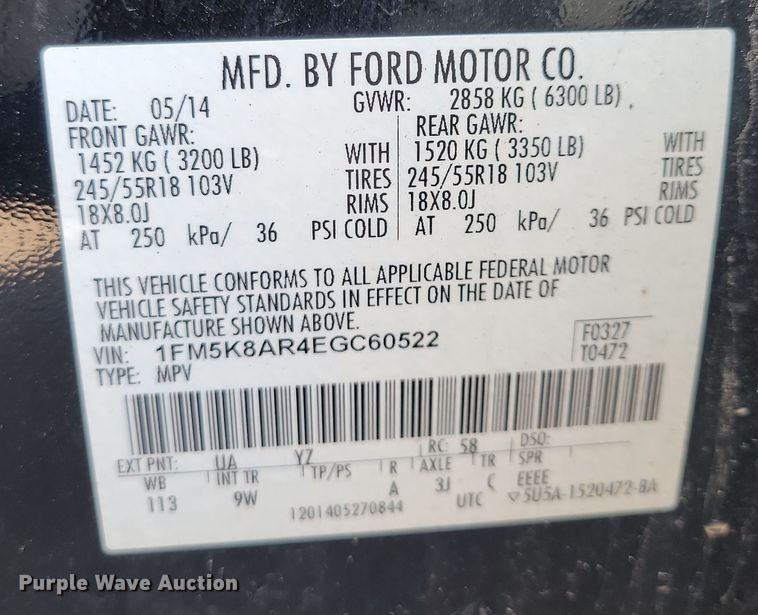 MFD. BY FORD MOTOR CO.
DATE: 05/14 GVWR: 2858 KG ( 6300 LB)
FRONT GAWR: REAR GAWR:
1452 KG ( 3200 LB) WITH 1520 KG ( 3350 LB) WITH
245/55R18 103V TIRES 245/55R18 103V TIRES
18X8.0J RIMS 18X8.0J RIMS
AT 250 kPa/ 36 PSI COLD AT 250 kPa/ 36 PSI COLD
THIS VEHICLE CONFORMS TO ALL APPLICABLE FEDERAL MOTOR
VEHICLE SAFETY STANDARDS IN EFFECT ON THE DATE OF
MANUFACTURE SHOWN ABOVE.
VIN: 1FM5K8AR4EGC60522 F0327
TYPE: MPV T0472
EXT PNT: UA YZ RC: 58 DSO:
WB INT TR TP/PS R AXLE TR SPR
113 9W A 3J C EEEE
1201405270844 UTC ▽5U5A-1520472-BA
Purple Wave Auction